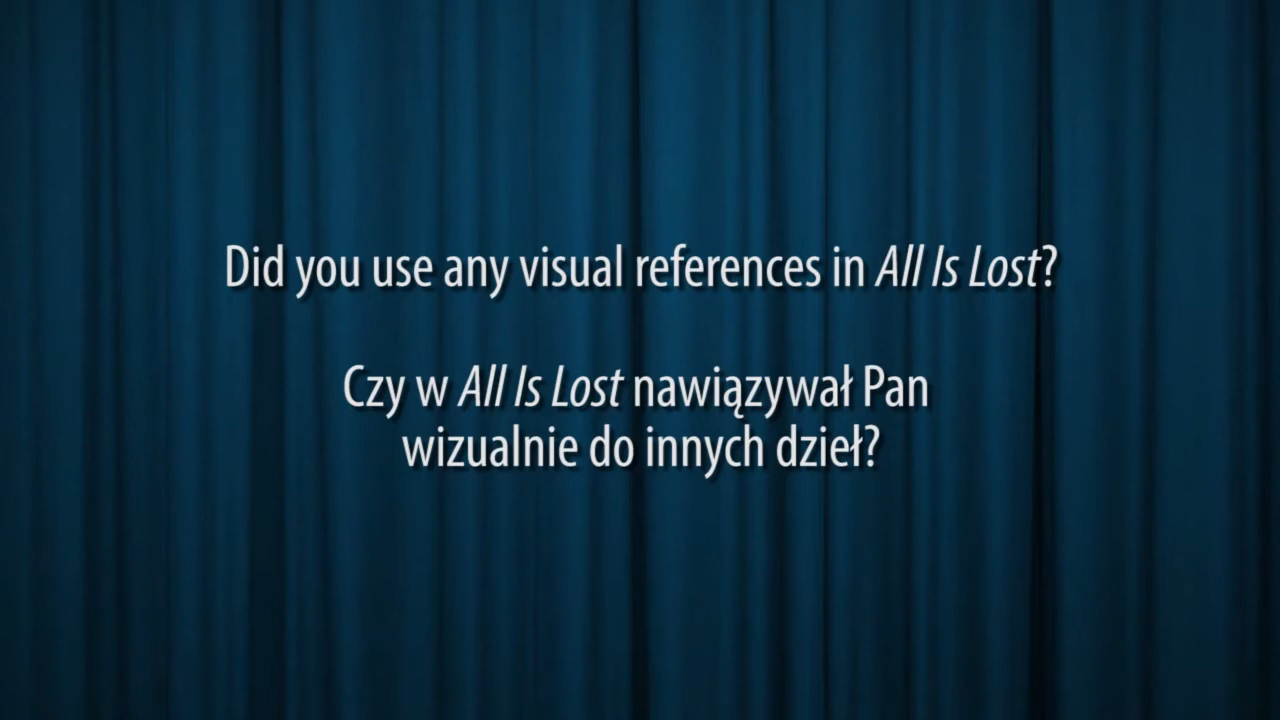 Did you use any visual references in All Is Lost?
Czy w All Is Lost nawiązywał Pan
wizualnie do innych dzieł?